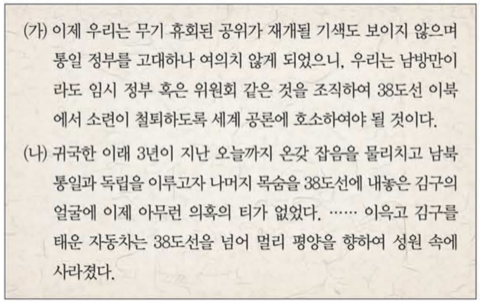 (가) 이제 우리는 무기 휴회된 공위가 재개될 기색도 보이지 않으며
통일 정부를 고대하나 여의치 않게 되었으니, 우리는 남방만이
라도 임시 정부 혹은 위원회 같은 것을 조직하여 38도선 이북
에서 소련이 철퇴하도록 세계 공론에 호소하여야 될 것이다.
(나) 귀국한 이래 3년이 지난 오늘까지 온갖 잡음을 물리치고 남북
통일과 독립을 이루고자 나머지 목숨을 38도선에 내놓은 김구의
얼굴에 이제 아무런 의혹의 티가 없었다. …… 이윽고 김구를
태운 자동차는 38도선을 넘어 멀리 평양을 향하여 성원 속에
사라졌다.